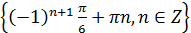 {(-1)ⁿ⁺¹ π/6 + πn, n ∈ Z}